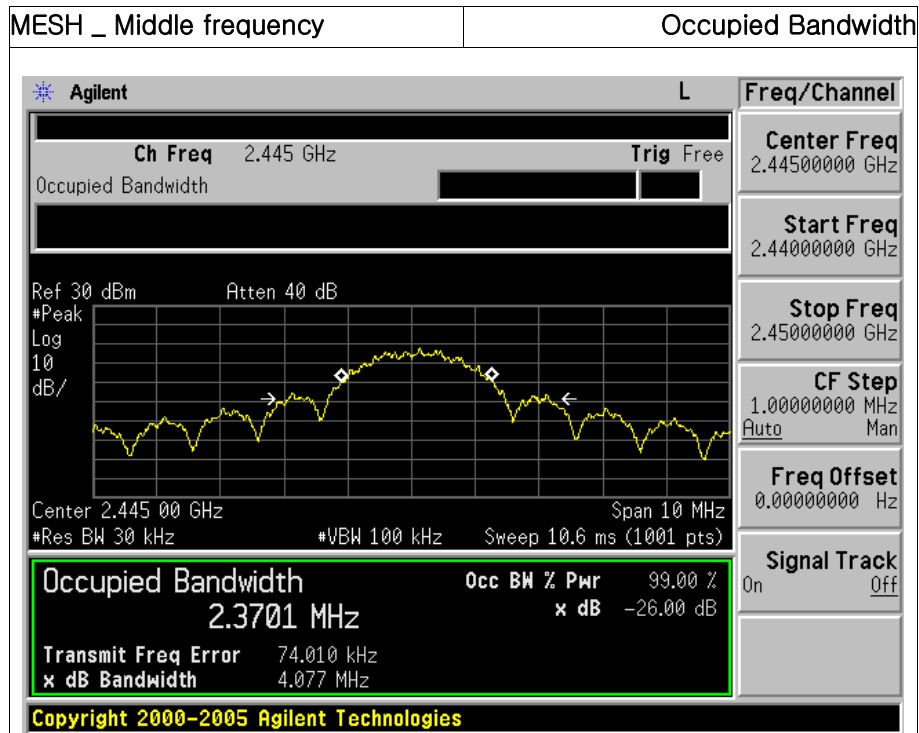 MESH _ Middle frequency Occupied Bandwidth
Agilent L Freq/Channel
Ch Freq 2.445 GHz Trig Free
Occupied Bandwidth
Center Freq
2.44500000 GHz
Start Freq
2.44000000 GHz
Stop Freq
2.45000000 GHz
CF Step
1.00000000 MHz
Auto Man
Freq Offset
0.00000000 Hz
Signal Track
On Off
Ref 30 dBm Atten 40 dB
#Peak
Log
10
dB/
Center 2.445 00 GHz Span 10 MHz
#Res BW 30 kHz #VBW 100 kHz Sweep 10.6 ms (1001 pts)
Occupied Bandwidth Occ BW % Pwr 99.00 %
2.3701 MHz x dB -26.00 dB
Transmit Freq Error 74.010 kHz
x dB Bandwidth 4.077 MHz
Copyright 2000-2005 Agilent Technologies